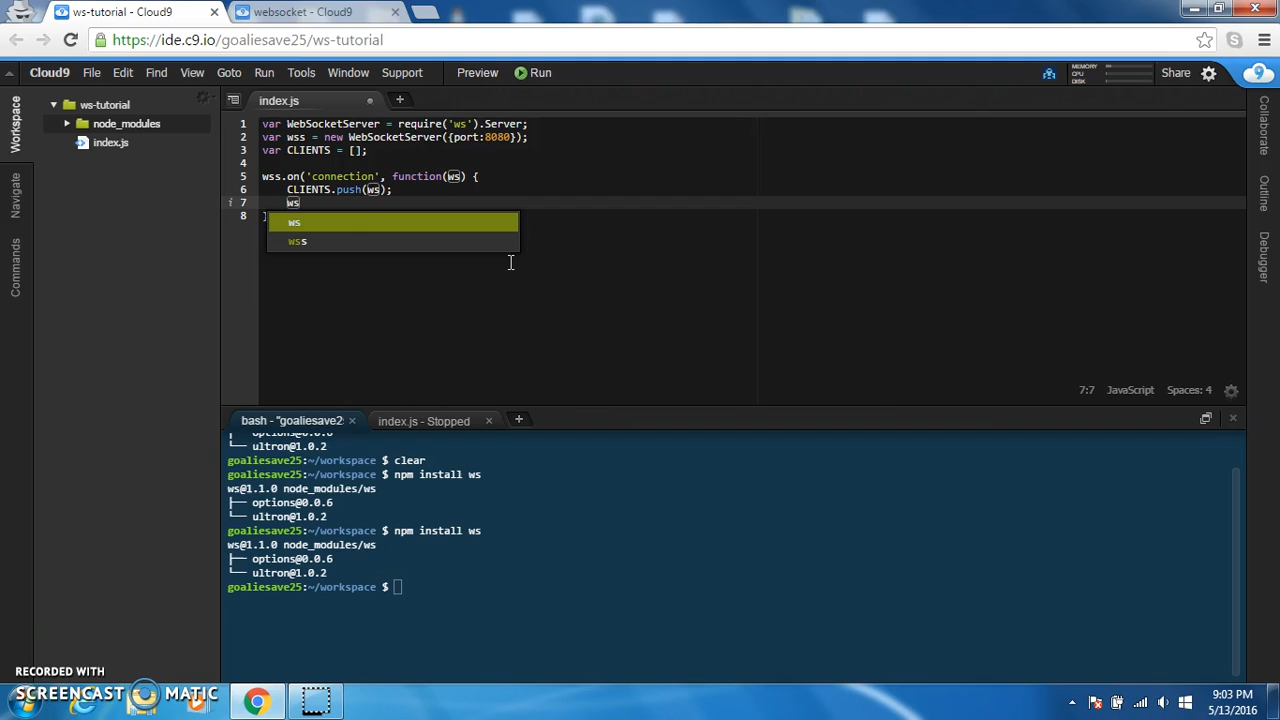 ws-tutorial - Cloud9
websocket - Cloud9
https://ide.c9.io/goaliesave25/ws-tutorial
Cloud9 File Edit Find View Goto Run Tools Window Support Preview Run MEMORY CPU DISK Share
Workspace
Navigate
Commands
ws-tutorial
node_modules
index.js
index.js
1 var WebSocketServer = require('ws').Server;
2 var wss = new WebSocketServer({port:8080});
3 var CLIENTS = [];
4
5 wss.on('connection', function(ws) {
6 CLIENTS.push(ws);
7 ws
8 }
ws
wss
7:7 JavaScript Spaces: 4
Collaborate
Outline
Debugger
bash - "goaliesave2
index.js - Stopped
├── options@0.0.6
└── ultron@1.0.2
goaliesave25:~/workspace $ clear
goaliesave25:~/workspace $ npm install ws
ws@1.1.0 node_modules/ws
├── options@0.0.6
└── ultron@1.0.2
goaliesave25:~/workspace $ npm install ws
ws@1.1.0 node_modules/ws
├── options@0.0.6
└── ultron@1.0.2
goaliesave25:~/workspace $
RECORDED WITH
SCREENCAST MATIC
9:03 PM
5/13/2016